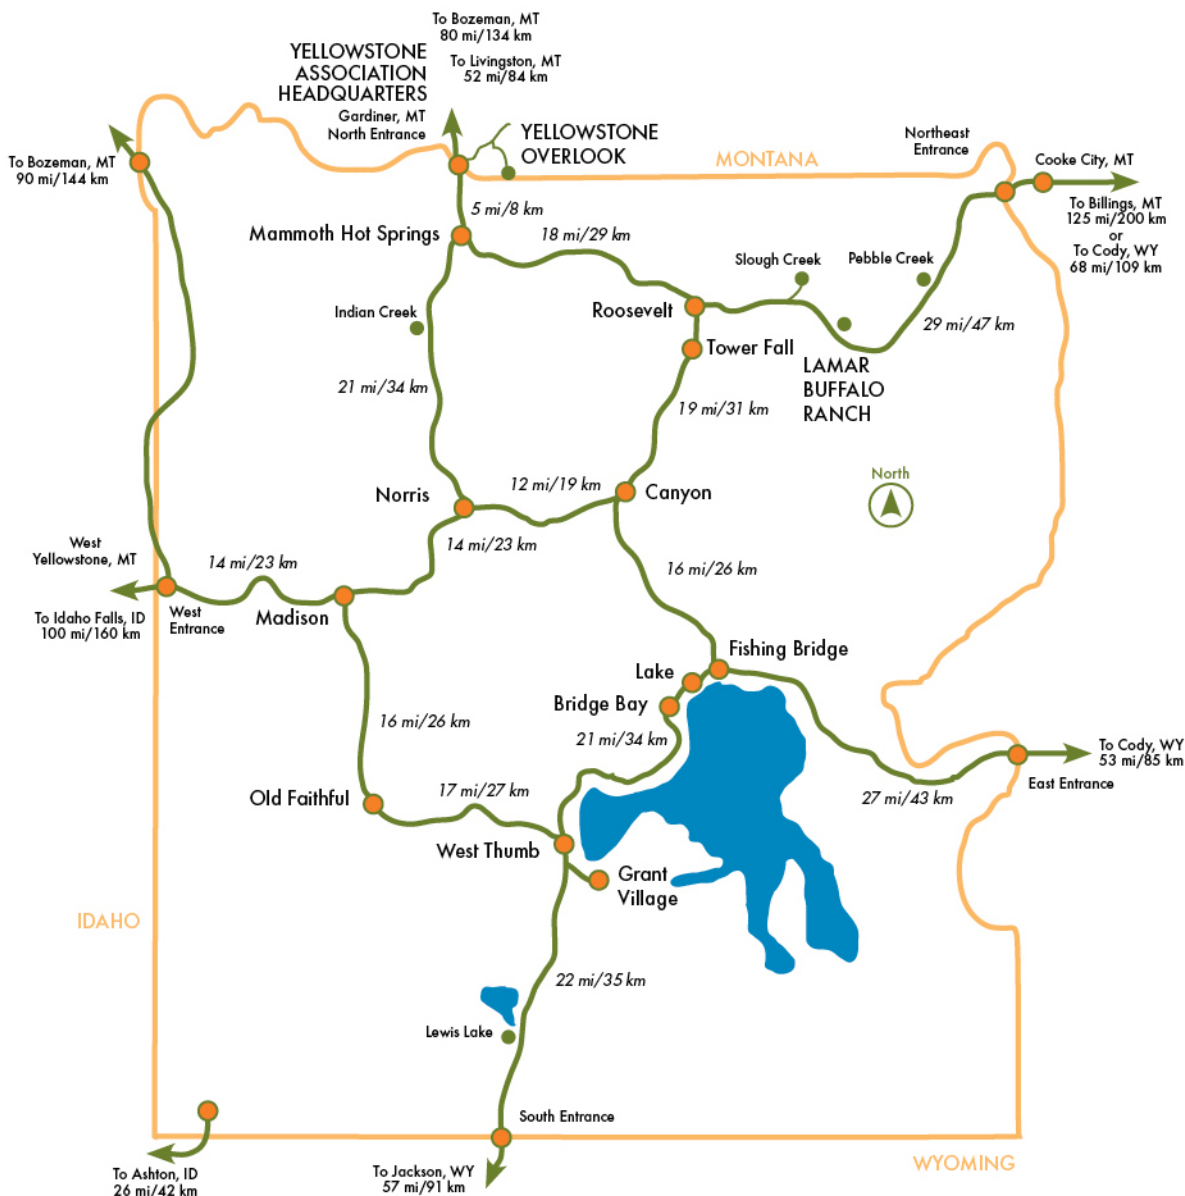 To Bozeman, MT
80 mi/134 km
YELLOWSTONE
ASSOCIATION
HEADQUARTERS
To Livingston, MT
52 mi/84 km
Gardiner, MT
North Entrance
YELLOWSTONE
OVERLOOK
MONTANA
Northeast
Entrance
Cooke City, MT
To Bozeman, MT
90 mi/144 km
To Billings, MT
125 mi/200 km
or
To Cody, WY
68 mi/109 km
5 mi/8 km
Mammoth Hot Springs
18 mi/29 km
Slough Creek
Pebble Creek
Indian Creek
Roosevelt
29 mi/47 km
Tower Fall
LAMAR
BUFFALO
RANCH
21 mi/34 km
19 mi/31 km
North
12 mi/19 km
Norris
Canyon
14 mi/23 km
West
Yellowstone, MT
14 mi/23 km
16 mi/26 km
To Idaho Falls, ID
100 mi/160 km
West
Entrance
Madison
Fishing Bridge
Lake
Bridge Bay
16 mi/26 km
21 mi/34 km
To Cody, WY
53 mi/85 km
East Entrance
27 mi/43 km
Old Faithful
17 mi/27 km
West Thumb
Grant
Village
IDAHO
22 mi/35 km
Lewis Lake
South Entrance
To Ashton, ID
26 mi/42 km
To Jackson, WY
57 mi/91 km
WYOMING